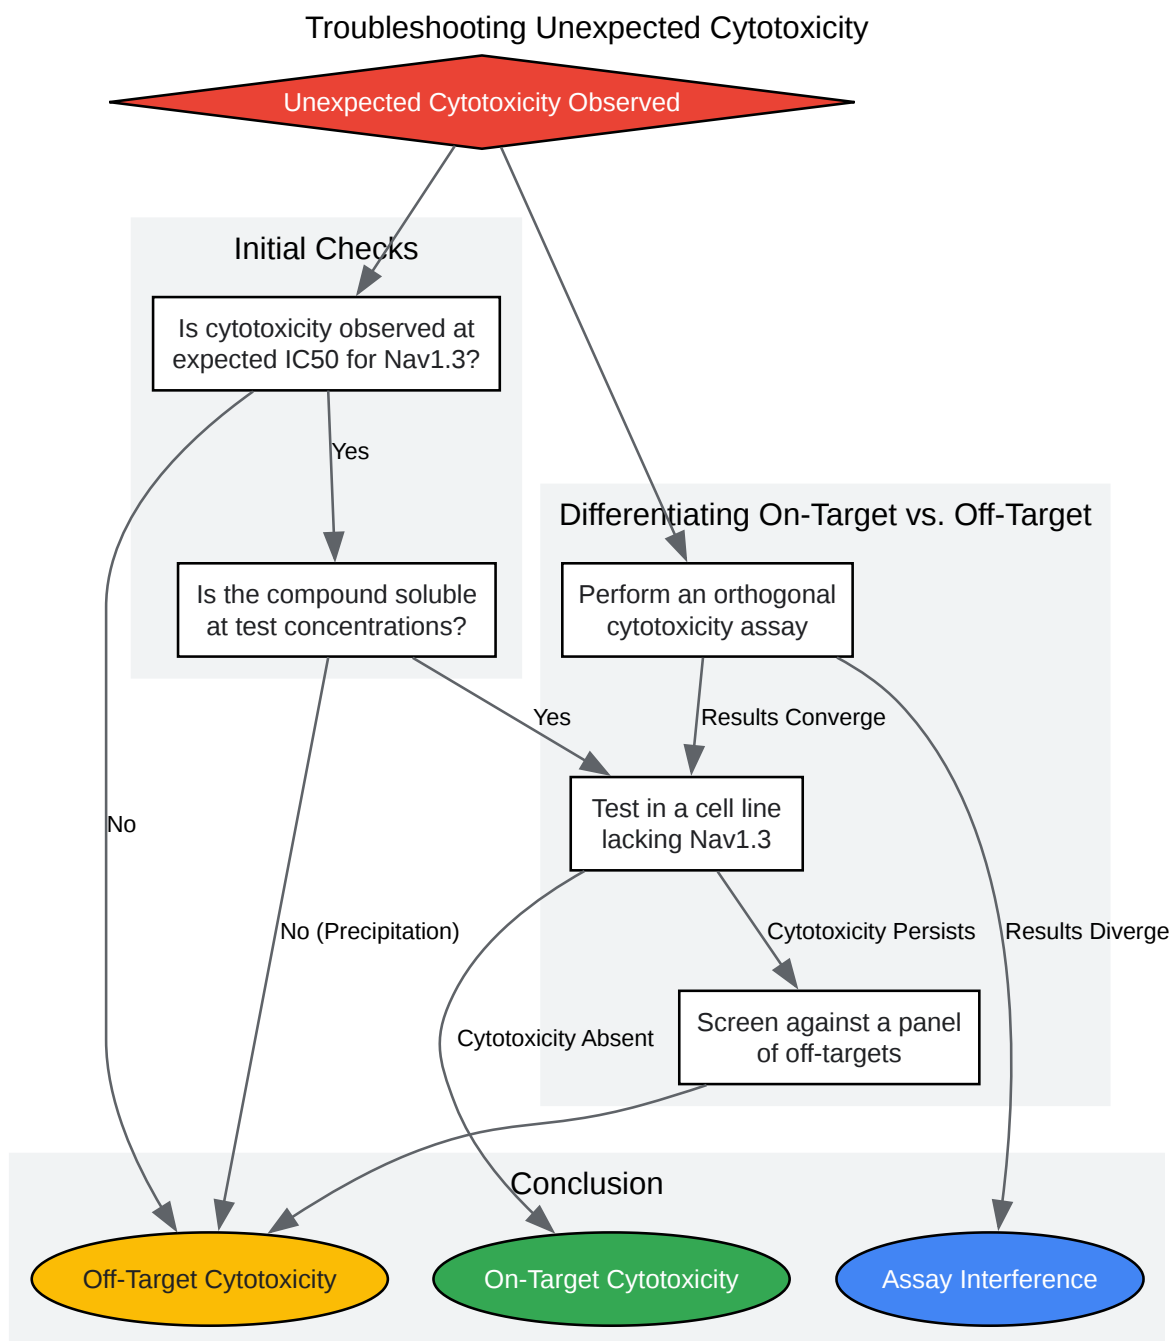 Troubleshooting Unexpected Cytotoxicity
Unexpected Cytotoxicity Observed
Initial Checks
Is cytotoxicity observed at
expected IC50 for Nav1.3?
Yes
Is the compound soluble
at test concentrations?
Differentiating On-Target vs. Off-Target
Perform an orthogonal
cytotoxicity assay
Yes
Results Converge
Test in a cell line
lacking Nav1.3
No
No (Precipitation)
Cytotoxicity Persists
Results Diverge
Cytotoxicity Absent
Screen against a panel
of off-targets
Conclusion
Off-Target Cytotoxicity
On-Target Cytotoxicity
Assay Interference